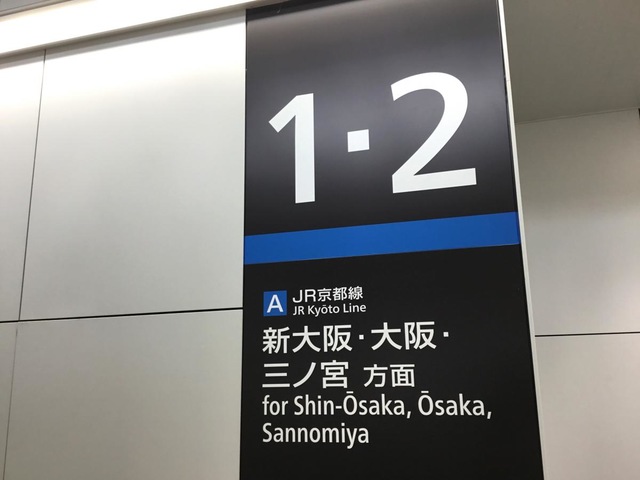 1・2
A JR京都線
JR Kyōto Line
新大阪・大阪・
三ノ宮 方面
for Shin-Ōsaka, Ōsaka,
Sannomiya